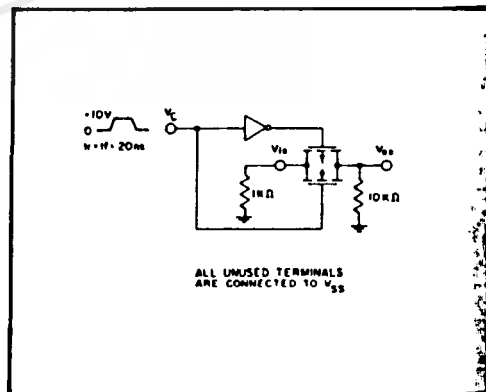 +10V
0
tr = tf = 20ns
VC
Vis
Vos
1KΩ
10KΩ
ALL UNUSED TERMINALS
ARE CONNECTED TO VSS